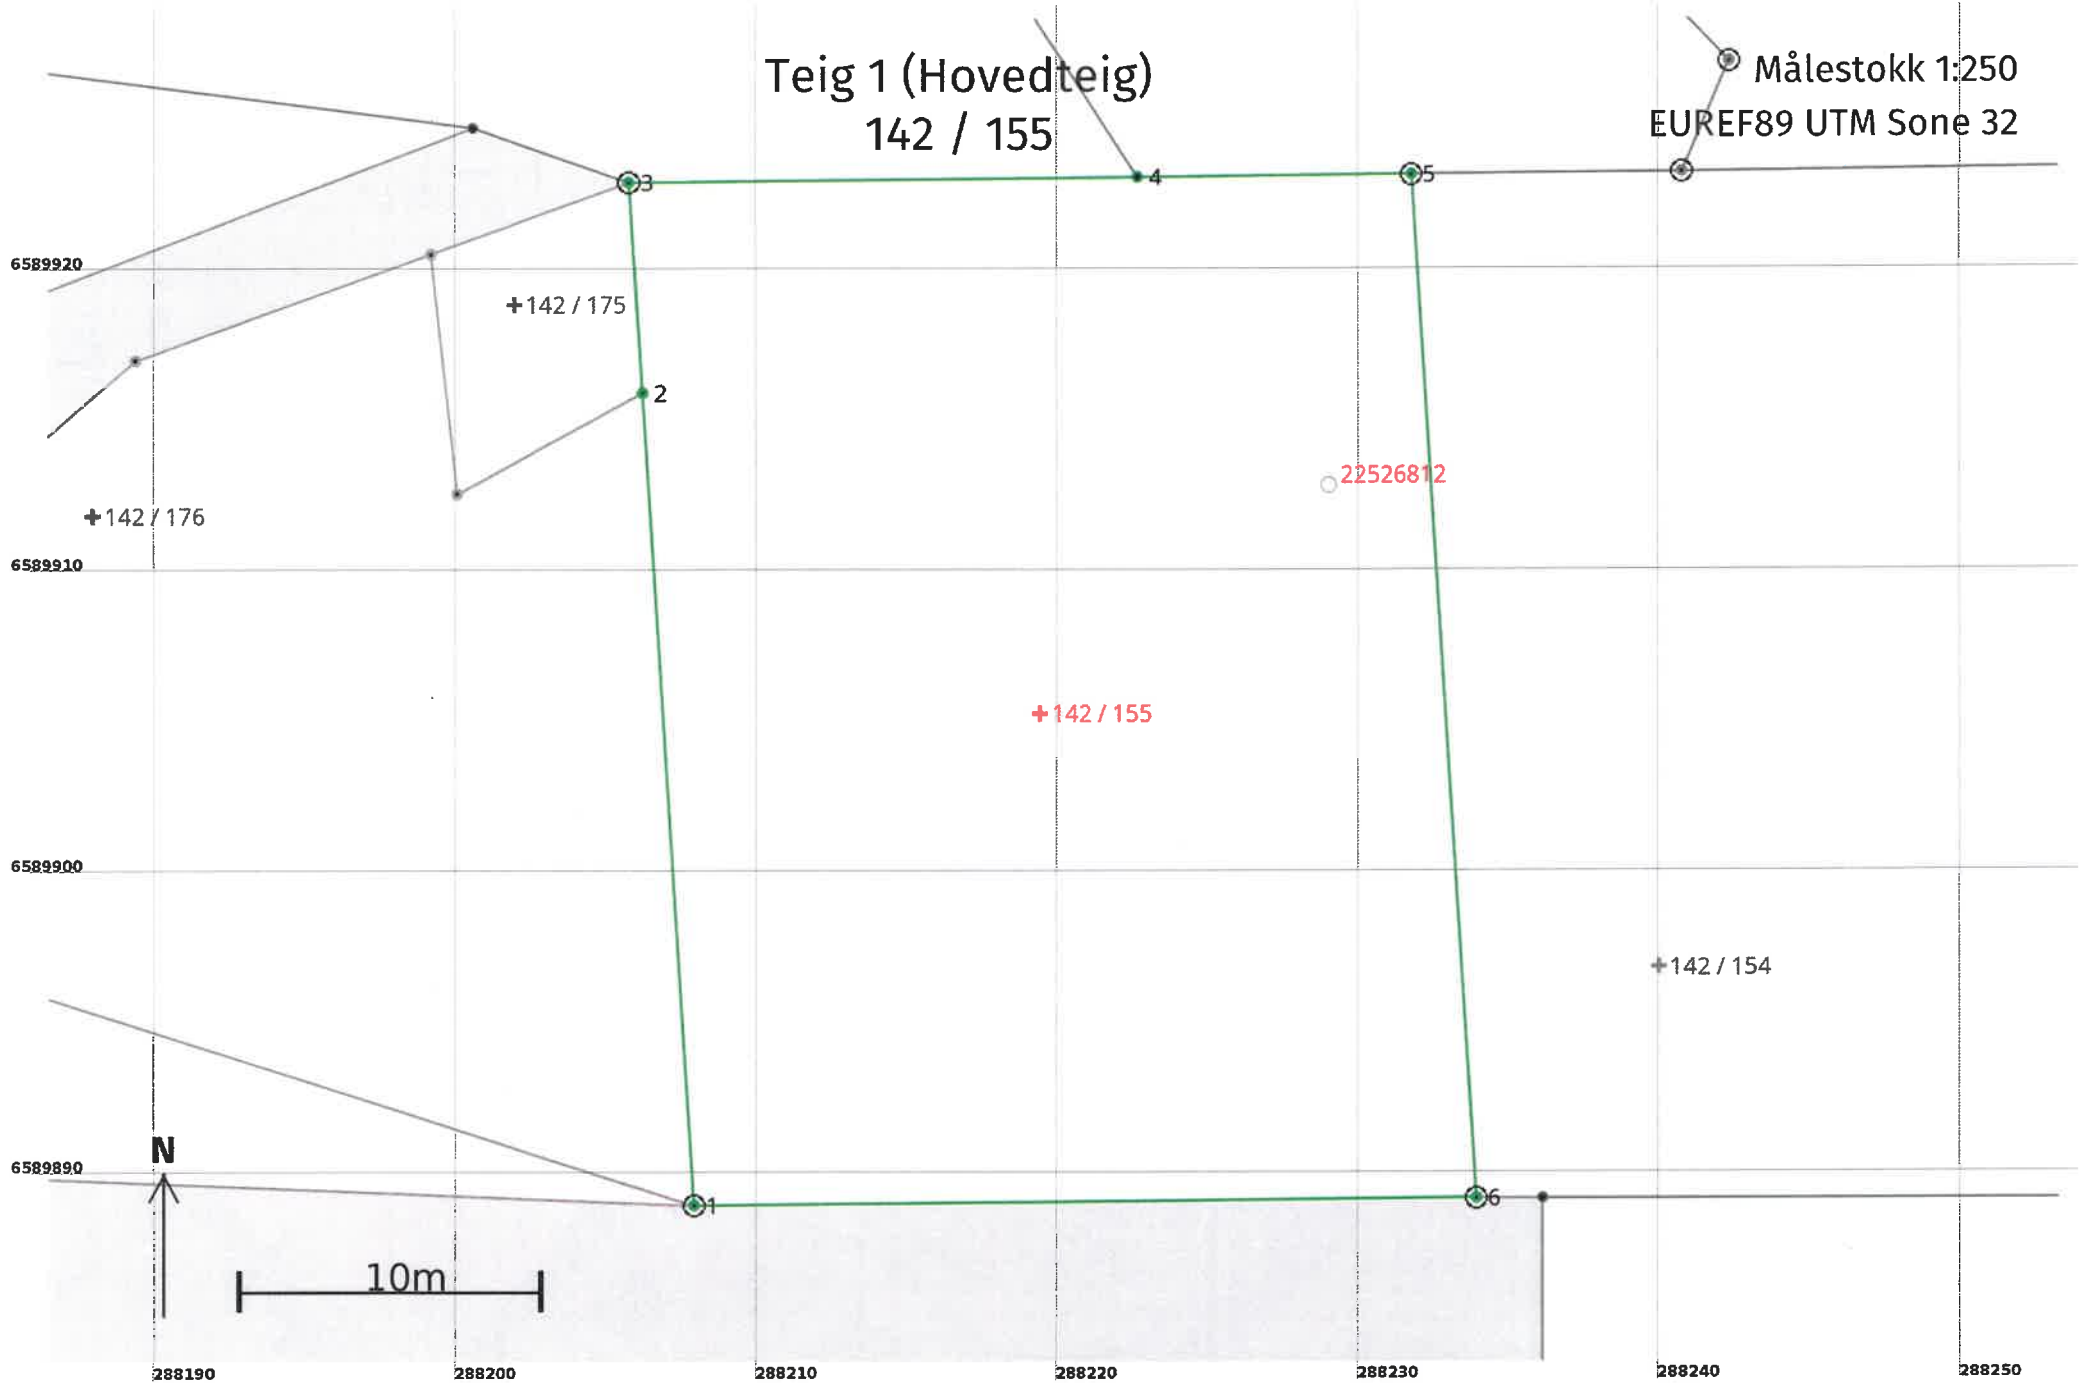 Teig 1 (Hovedteig)
142 / 155
Målestokk 1:250
EUREF89 UTM Sone 32
3
4
5
6589920
+142 / 175
2
22526812
+142 / 176
6589910
+142 / 155
6589900
+142 / 154
N
6589890
1
6
10m
288190
288200
288210
288220
288230
288240
288250